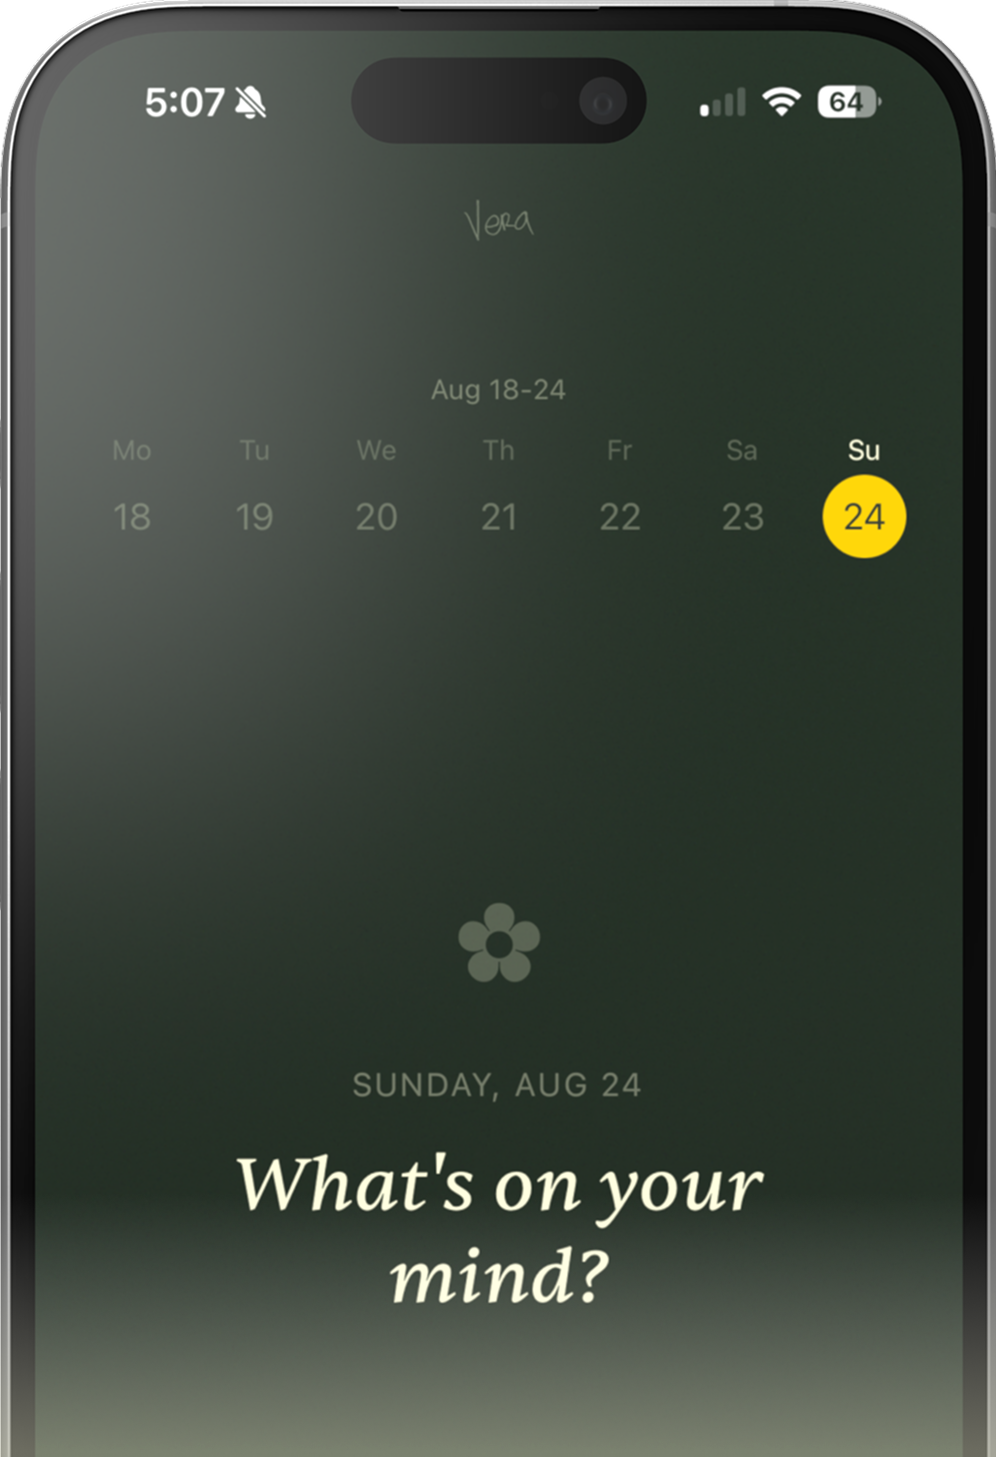 5:07
64
Vera
Aug 18-24
Mo Tu We Th Fr Sa Su
18 19 20 21 22 23 24
SUNDAY, AUG 24
What's on your
mind?